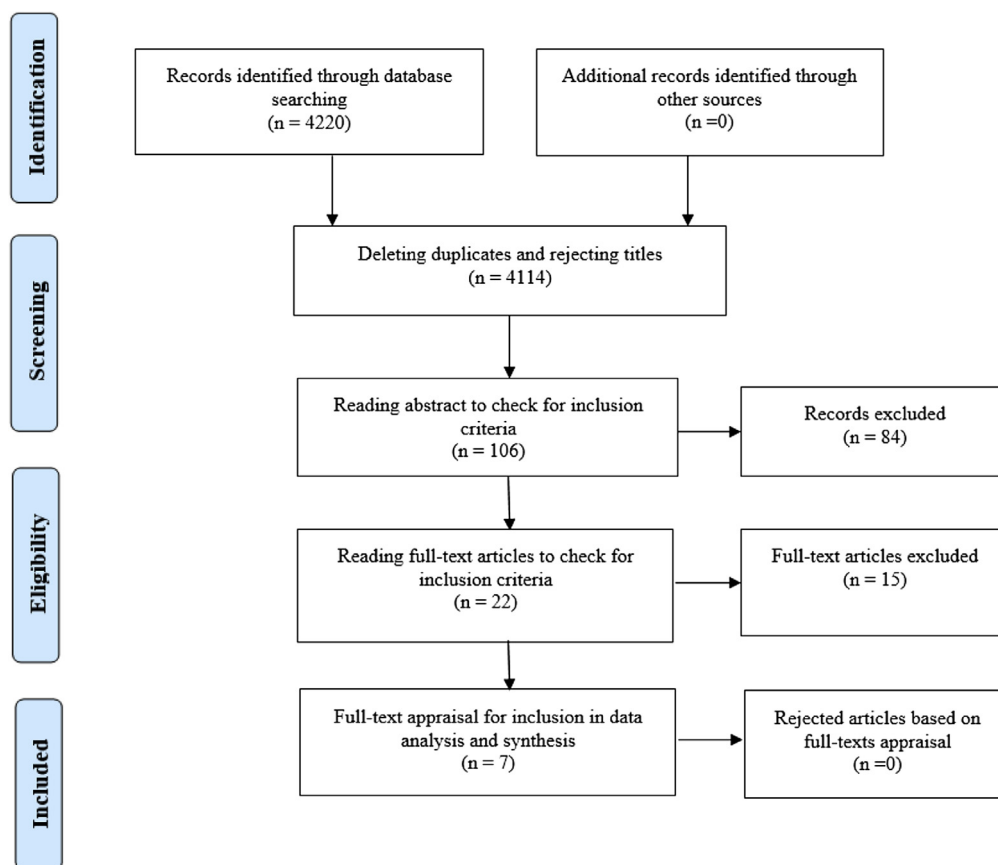 Identification
Records identified through database
searching
(n = 4220)
Additional records identified through
other sources
(n =0)
Screening
Deleting duplicates and rejecting titles
(n = 4114)
Reading abstract to check for inclusion
criteria
(n = 106)
Records excluded
(n = 84)
Eligibility
Reading full-text articles to check for
inclusion criteria
(n = 22)
Full-text articles excluded
(n = 15)
Included
Full-text appraisal for inclusion in data
analysis and synthesis
(n = 7)
Rejected articles based on
full-texts appraisal
(n =0)